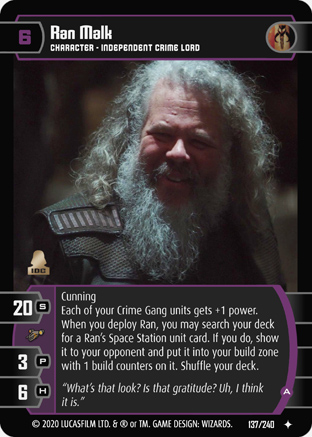 6
Ran Malk
CHARACTER - INDEPENDENT CRIME LORD
IDC
20 S
3 P
6 H
Cunning
Each of your Crime Gang units gets +1 power.
When you deploy Ran, you may search your deck
for a Ran's Space Station unit card. If you do, show
it to your opponent and put it into your build zone
with 1 build counters on it. Shuffle your deck.
"What's that look? Is that gratitude? Uh, I think
it is."
A
© 2020 LUCASFILM LTD. & ® OR TM. GAME DESIGN: WIZARDS. 137/240